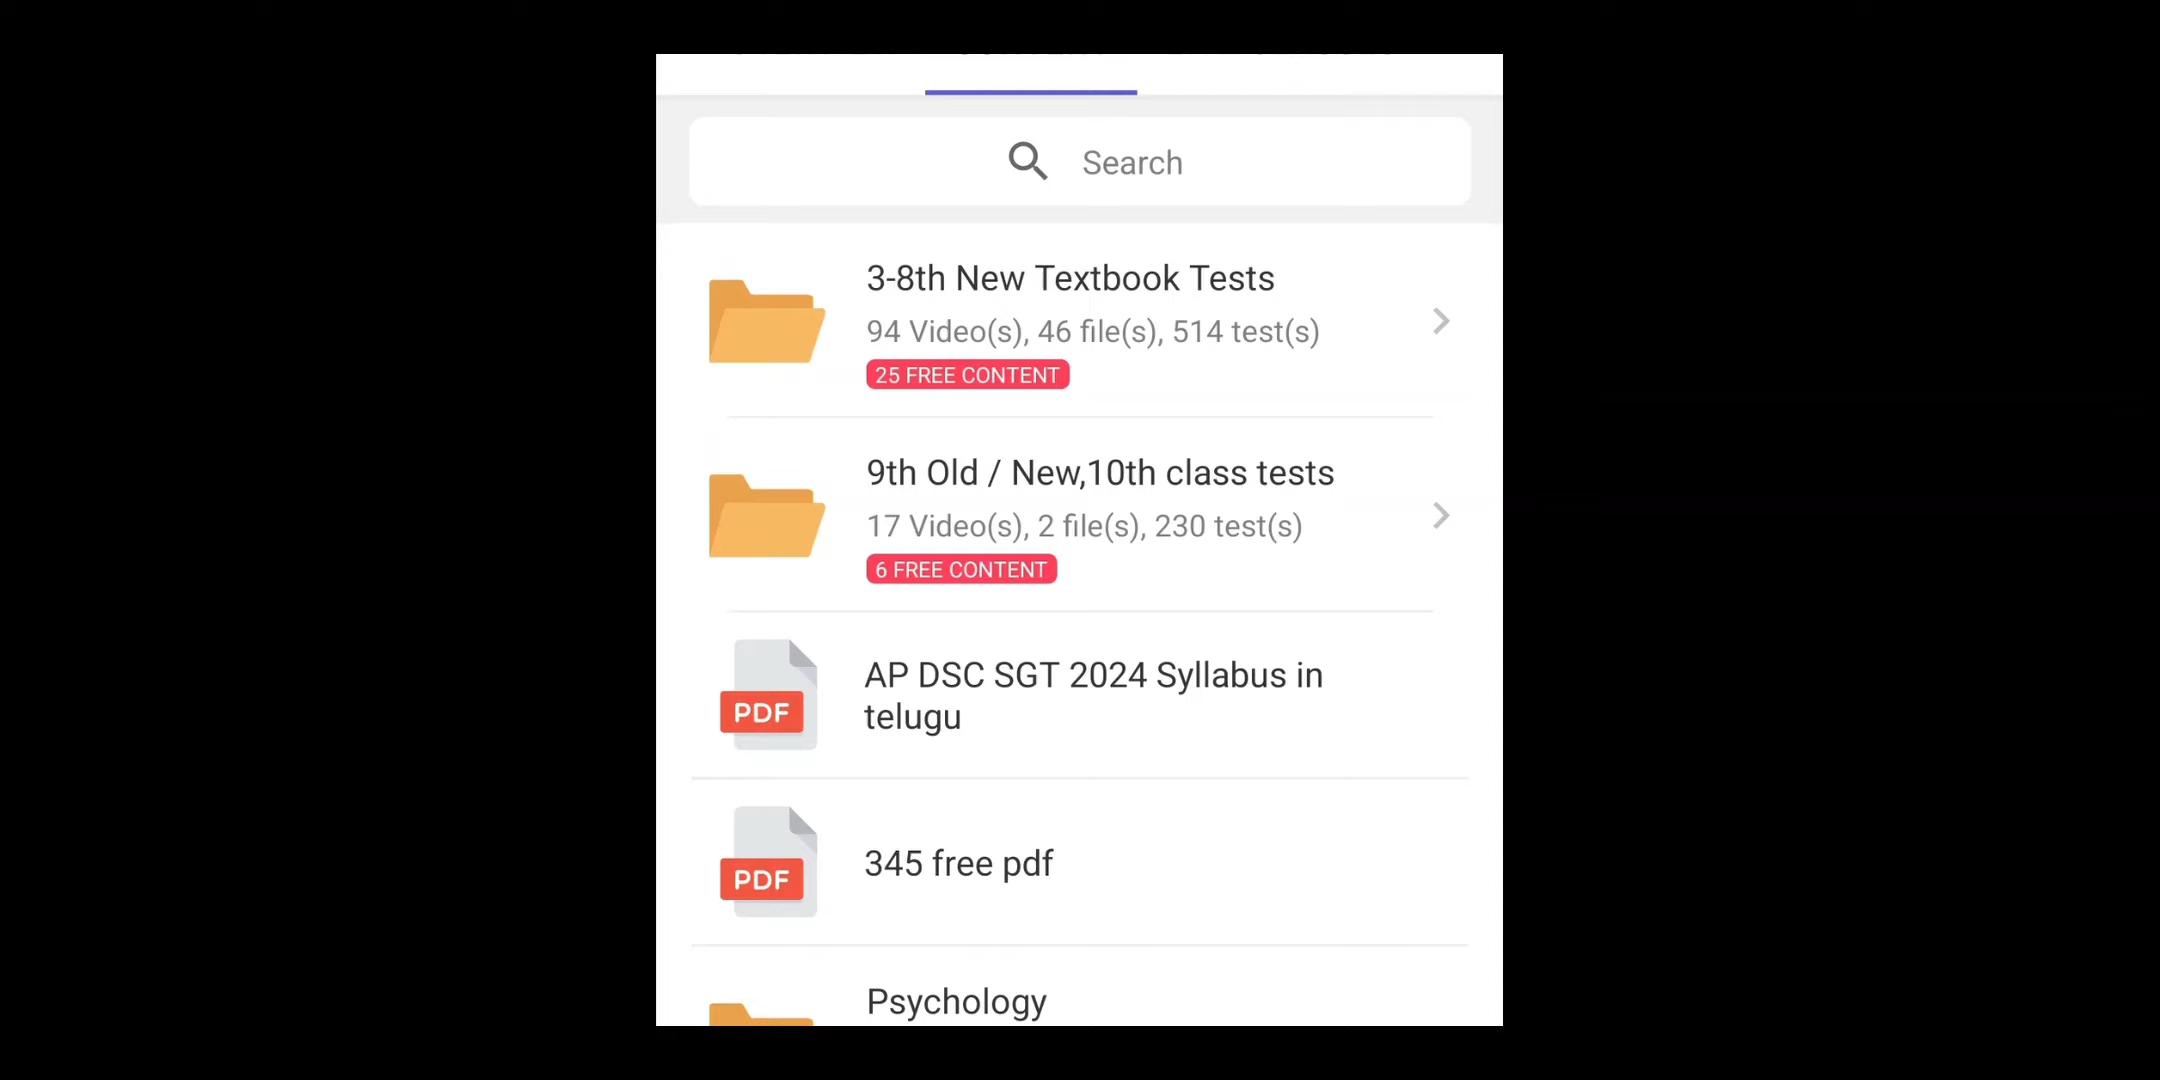 Search
3-8th New Textbook Tests
94 Video(s), 46 file(s), 514 test(s)
25 FREE CONTENT
9th Old / New,10th class tests
17 Video(s), 2 file(s), 230 test(s)
6 FREE CONTENT
PDF
AP DSC SGT 2024 Syllabus in
telugu
PDF
345 free pdf
Psychology